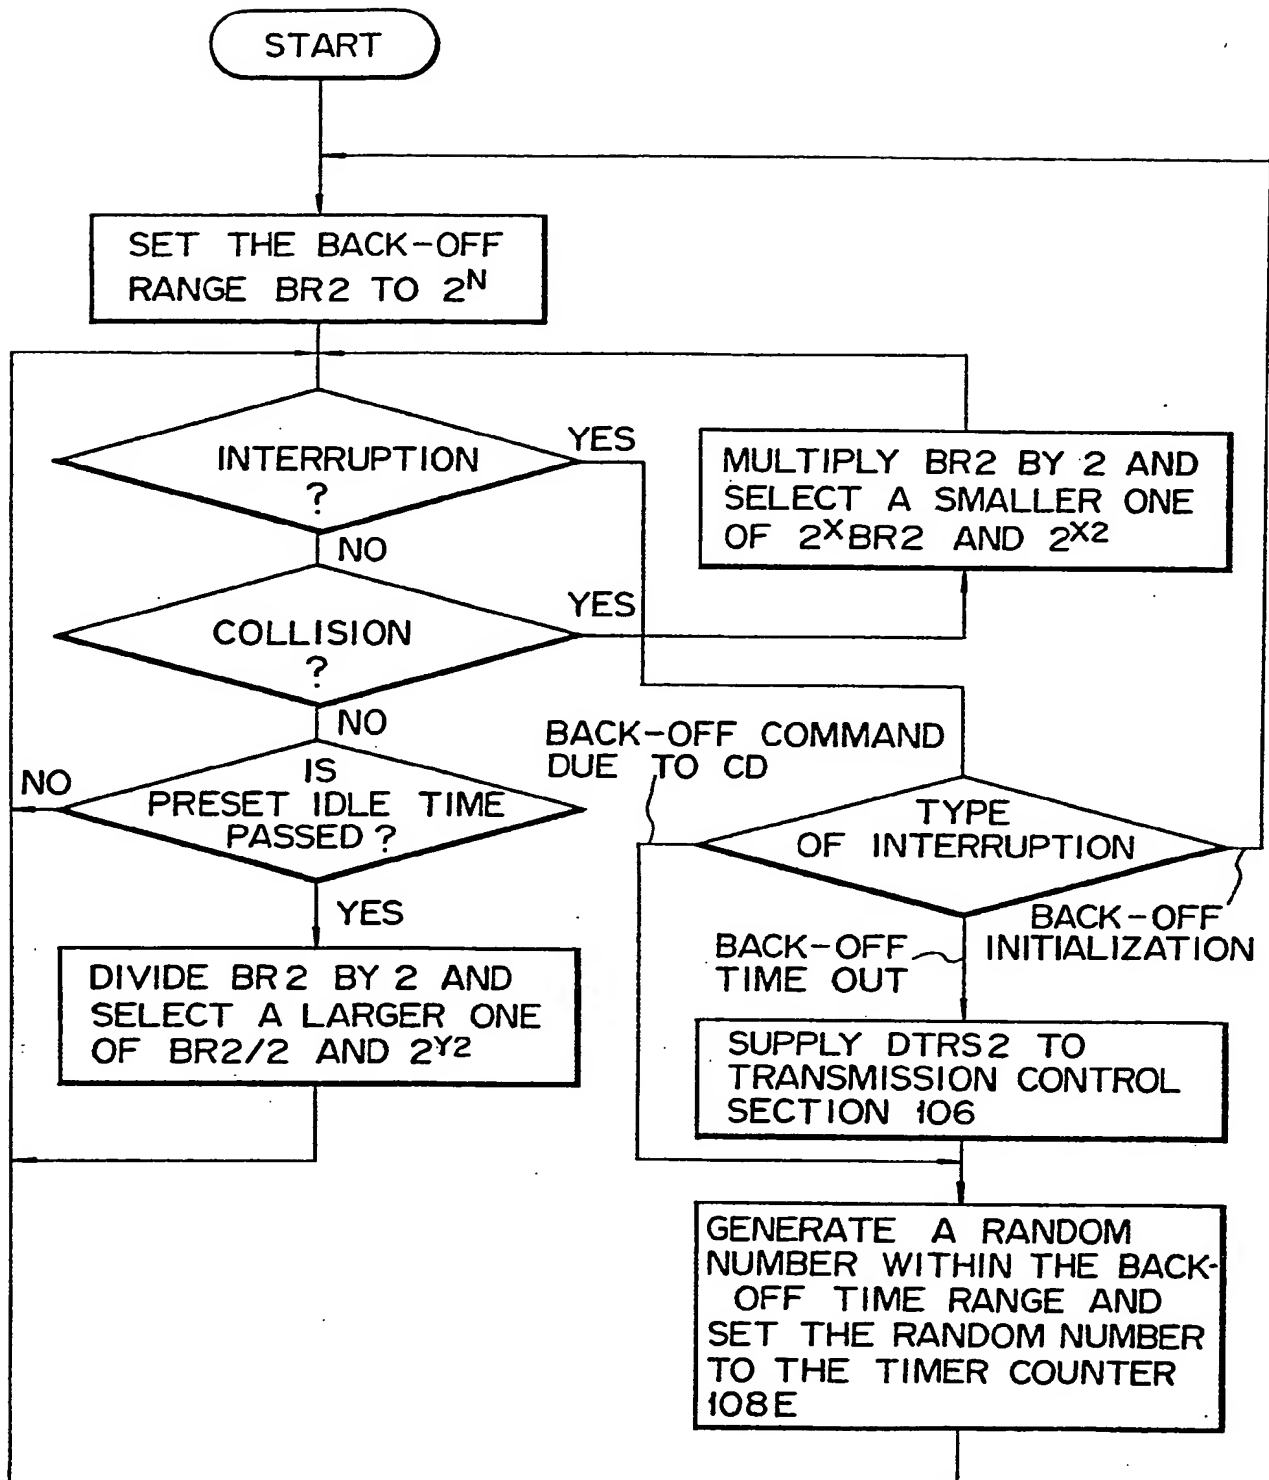 START
SET THE BACK-OFF
RANGE BR2 TO 2^N
INTERRUPTION
?
YES
NO
MULTIPLY BR2 BY 2 AND
SELECT A SMALLER ONE
OF 2^XBR2 AND 2^X2
COLLISION
?
YES
NO
IS
PRESET IDLE TIME
PASSED?
NO
YES
BACK-OFF COMMAND
DUE TO CD
TYPE
OF INTERRUPTION
BACK-OFF
INITIALIZATION
BACK-OFF
TIME OUT
DIVIDE BR2 BY 2 AND
SELECT A LARGER ONE
OF BR2/2 AND 2^Y2
SUPPLY DTRS2 TO
TRANSMISSION CONTROL
SECTION 106
GENERATE A RANDOM
NUMBER WITHIN THE BACK-
OFF TIME RANGE AND
SET THE RANDOM NUMBER
TO THE TIMER COUNTER
108E